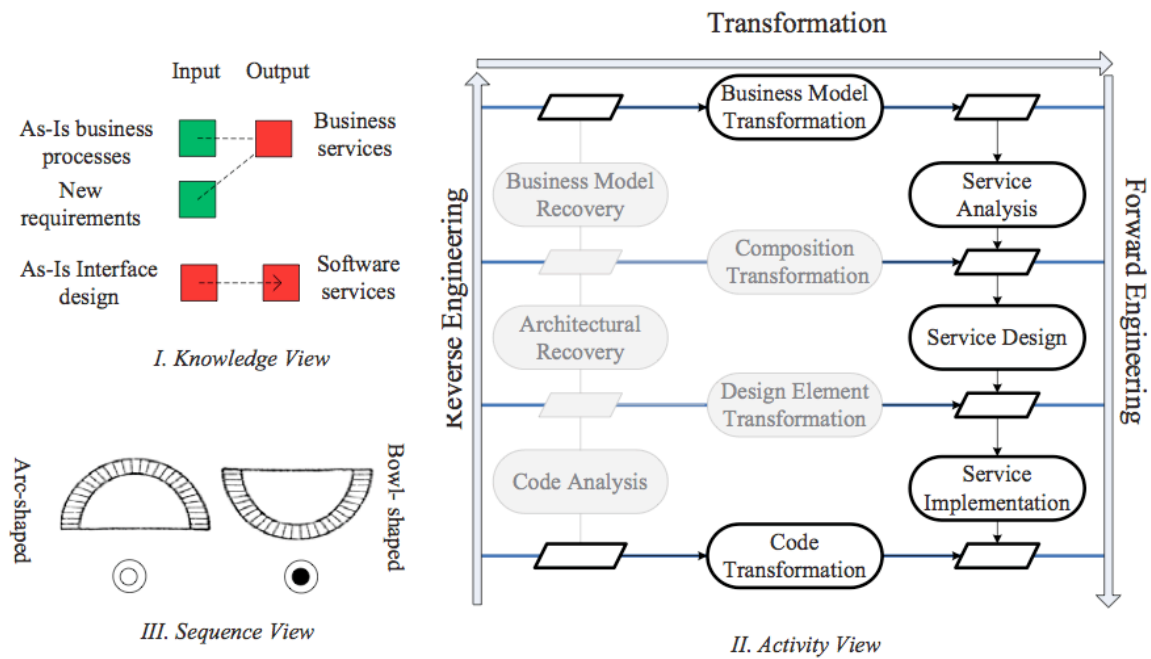 Input Output
As-Is business
processes
Business
services
New
requirements
As-Is Interface
design
Software
services
I. Knowledge View
Arc-shaped
Bowl- shaped
III. Sequence View
Transformation
Reverse Engineering
Forward Engineering
Business Model
Transformation
Business Model
Recovery
Service
Analysis
Composition
Transformation
Architectural
Recovery
Service Design
Design Element
Transformation
Code Analysis
Service
Implementation
Code
Transformation
II. Activity View